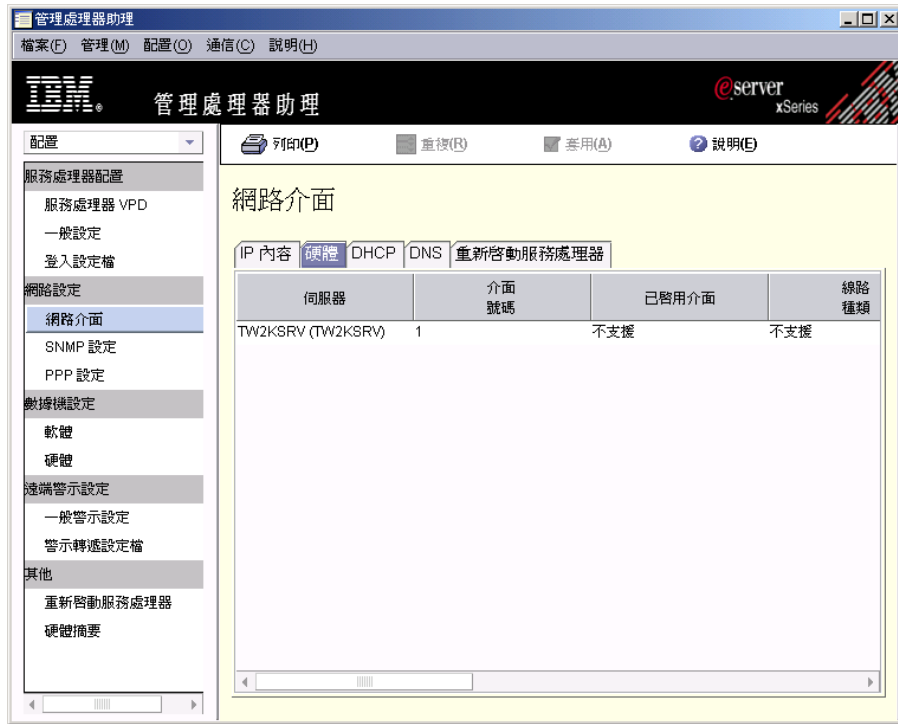 管理處理器助理
檔案(F) 管理(M) 配置(O) 通信(C) 說明(H)
IBM® 管理處理器助理
eserver
xSeries
配置
列印(P) 重複(R) 套用(A) 說明(E)
服務處理器配置
服務處理器 VPD
一般設定
登入設定檔
網路設定
網路介面
SNMP 設定
PPP 設定
數據機設定
軟體
硬體
遠端警示設定
一般警示設定
警示轉遞設定檔
其他
重新啓動服務處理器
硬體摘要
網路介面
IP 內容 硬體 DHCP DNS 重新啓動服務處理器
伺服器 介面號碼 已啓用介面 線路種類
TW2KSRV (TW2KSRV) 1 不支援 不支援